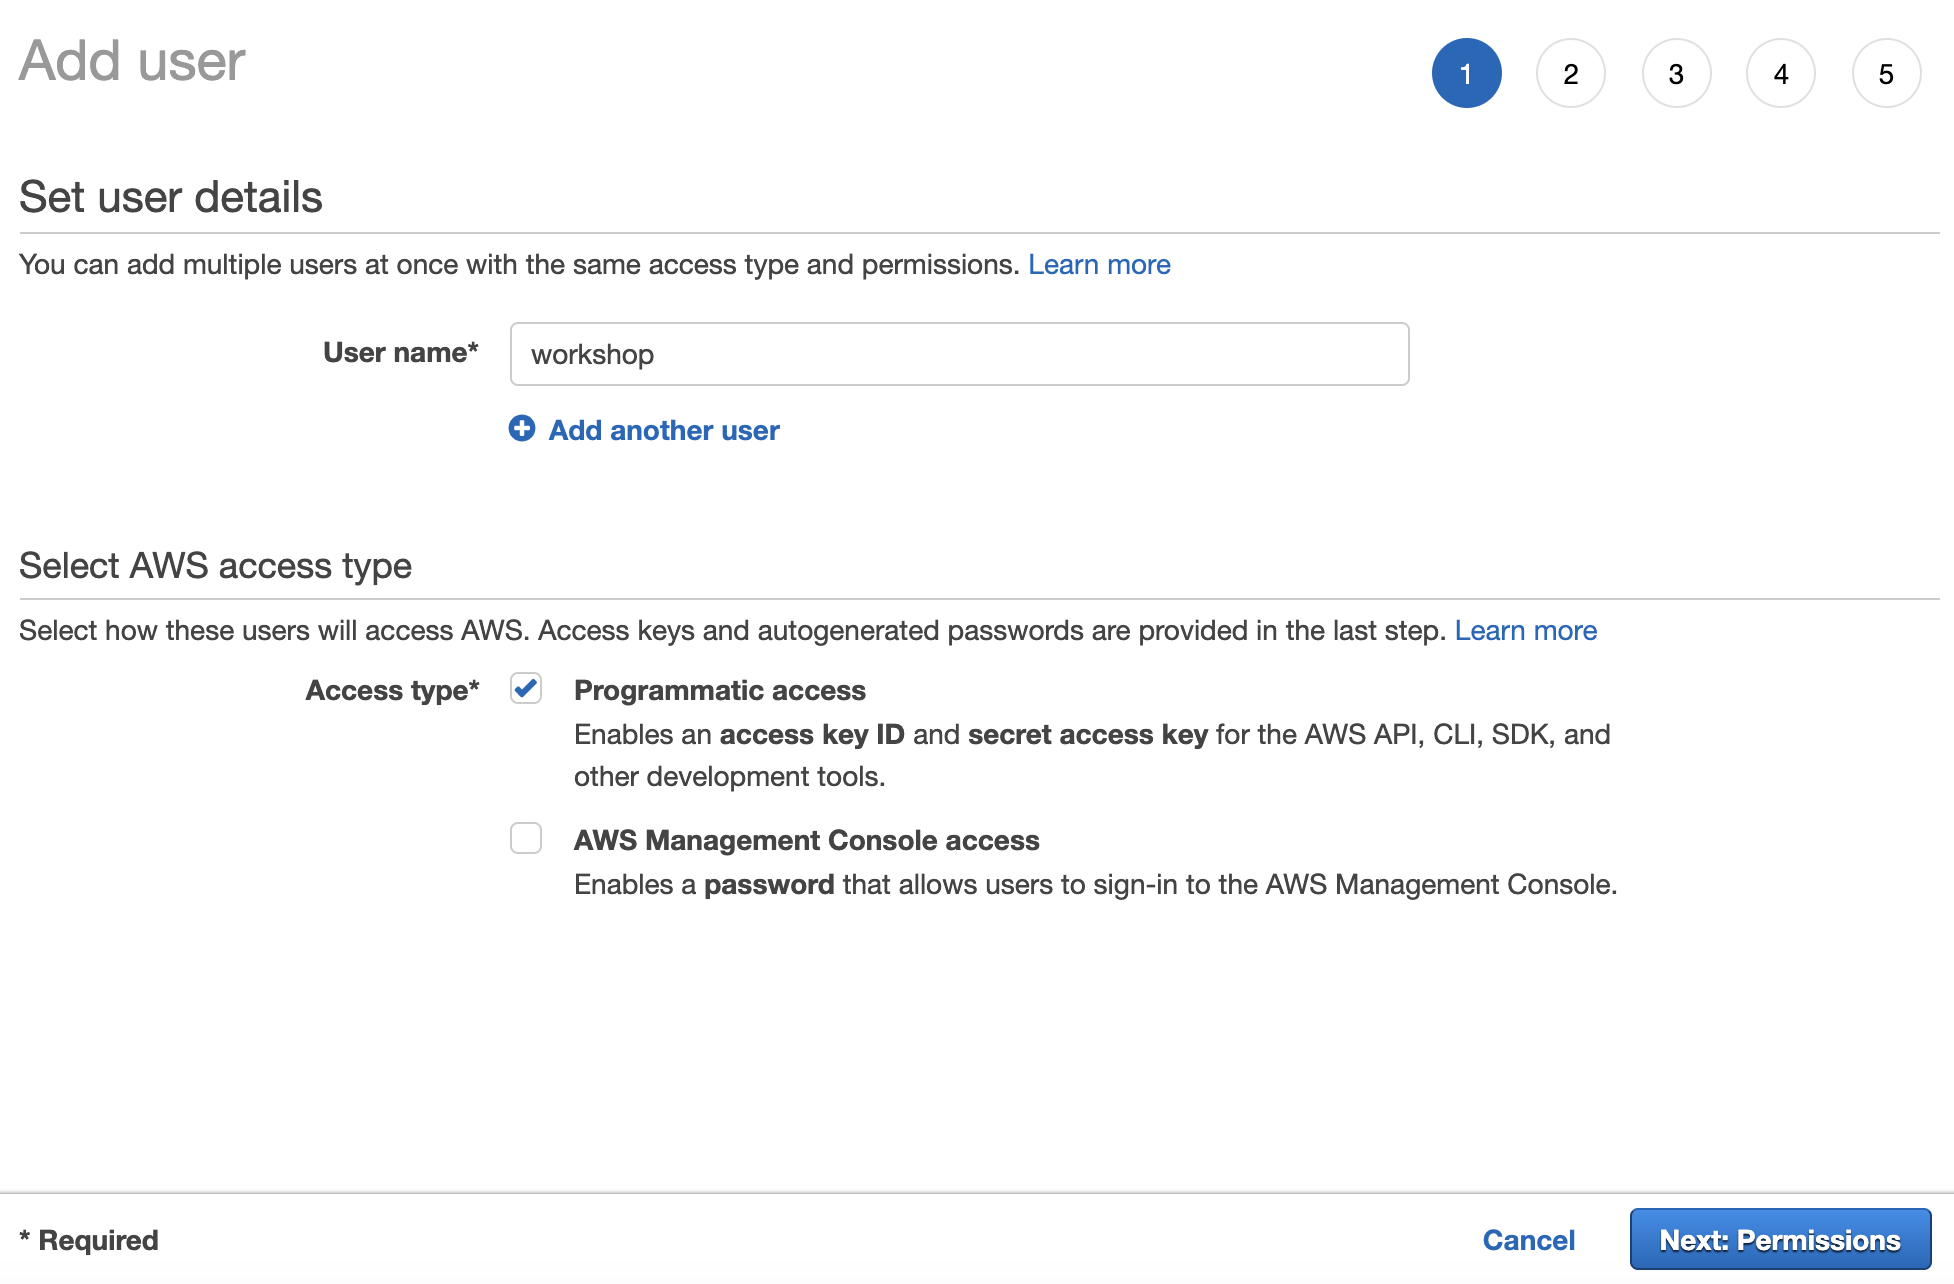 Add user
1 2 3 4 5
Set user details
You can add multiple users at once with the same access type and permissions. Learn more
User name* workshop
Add another user
Select AWS access type
Select how these users will access AWS. Access keys and autogenerated passwords are provided in the last step. Learn more
Access type* Programmatic access
Enables an access key ID and secret access key for the AWS API, CLI, SDK, and
other development tools.
AWS Management Console access
Enables a password that allows users to sign-in to the AWS Management Console.
* Required Cancel Next: Permissions